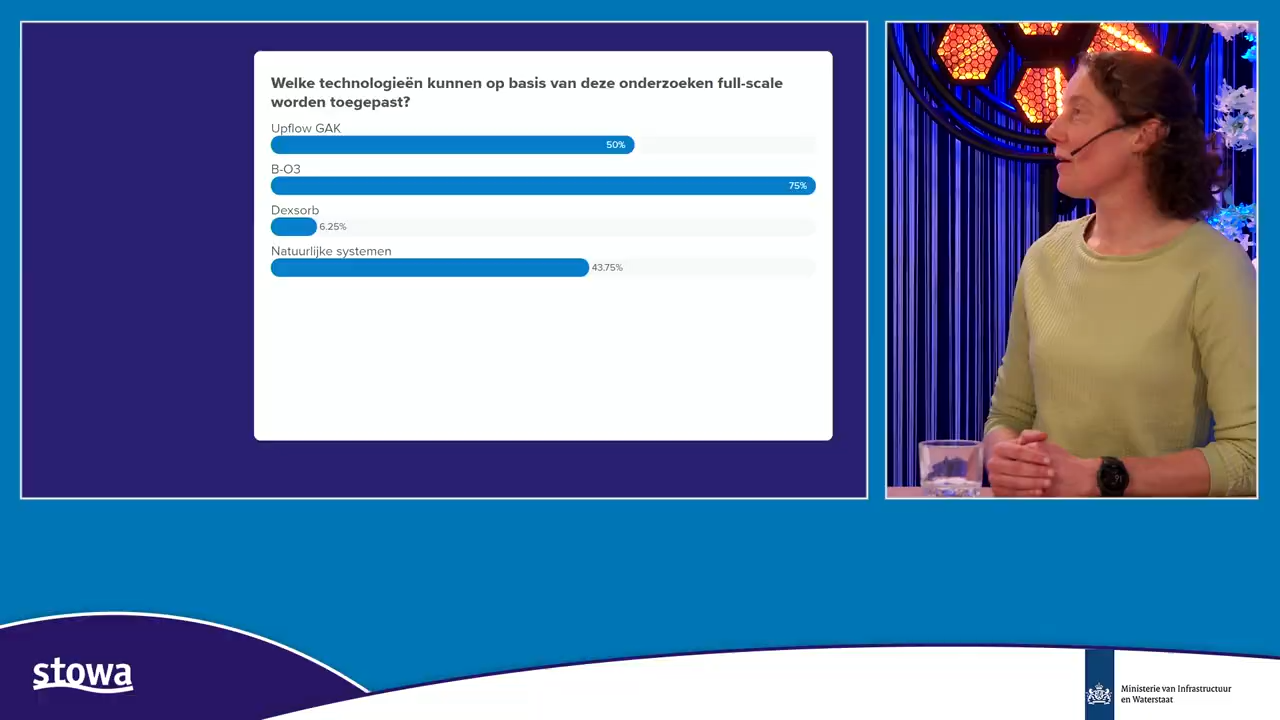 Welke technologieën kunnen op basis van deze onderzoeken full-scale
worden toegepast?
Upflow GAK
50%
B-O3
75%
Dexsorb
6.25%
Natuurlijke systemen
43.75%
stowa
Ministerie van Infrastructuur
en Waterstaat